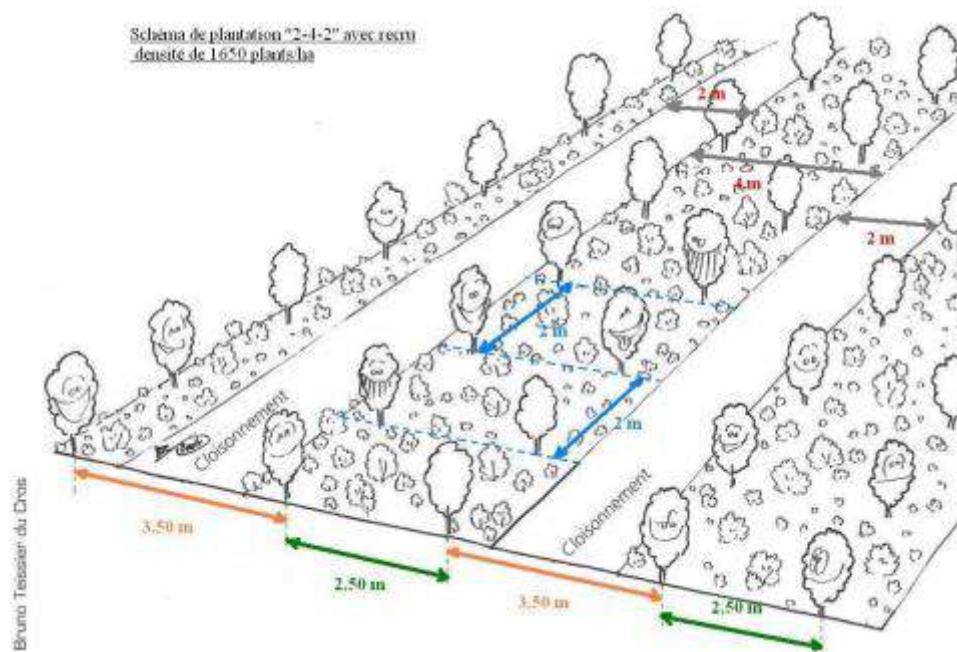 Schéma de plantation "2-4-2" avec recru
densité de 1650 plants/ha
2 m
4 m
2 m
2 m
2 m
Cloisonnement
Cloisonnement
3,50 m
2,50 m
3,50 m
2,50 m
Bruno Teissier du Cros